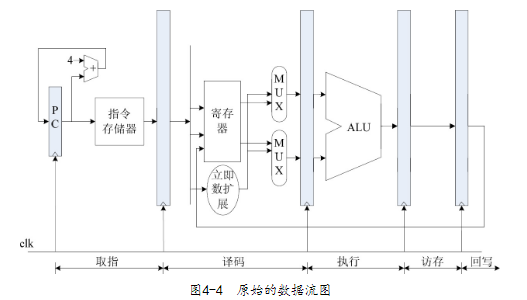 4
+
PC
指令
存储器
寄存
器
立即
数扩
展
MUX
MUX
ALU
clk
取指
译码
执行
访存
回写
图4-4 原始的数据流图